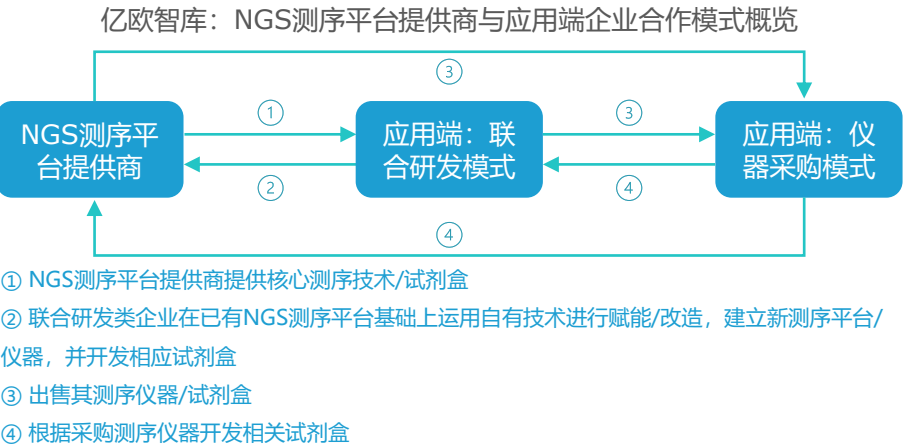 亿欧智库：NGS测序平台提供商与应用端企业合作模式概览
③
①
③
NGS测序平
台提供商
应用端：联
合研发模式
应用端：仪
器采购模式
②
④
④
① NGS测序平台提供商提供核心测序技术/试剂盒
② 联合研发类企业在已有NGS测序平台基础上运用自有技术进行赋能/改造，建立新测序平台/
仪器，并开发相应试剂盒
③ 出售其测序仪器/试剂盒
④ 根据采购测序仪器开发相关试剂盒